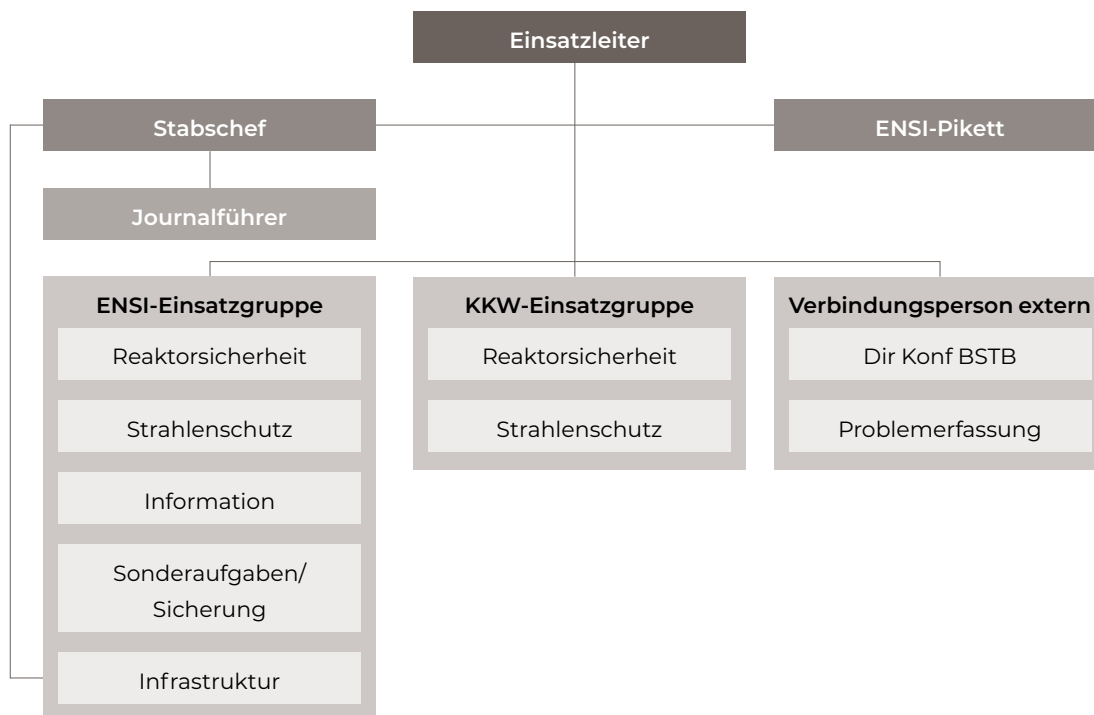 Einsatzleiter
Stabschef
ENSI-Pikett
Journalführer
ENSI-Einsatzgruppe
Reaktorsicherheit
Strahlenschutz
Information
Sonderaufgaben/
Sicherung
Infrastruktur
KKW-Einsatzgruppe
Reaktorsicherheit
Strahlenschutz
Verbindungsperson extern
Dir Konf BSTB
Problemerfassung